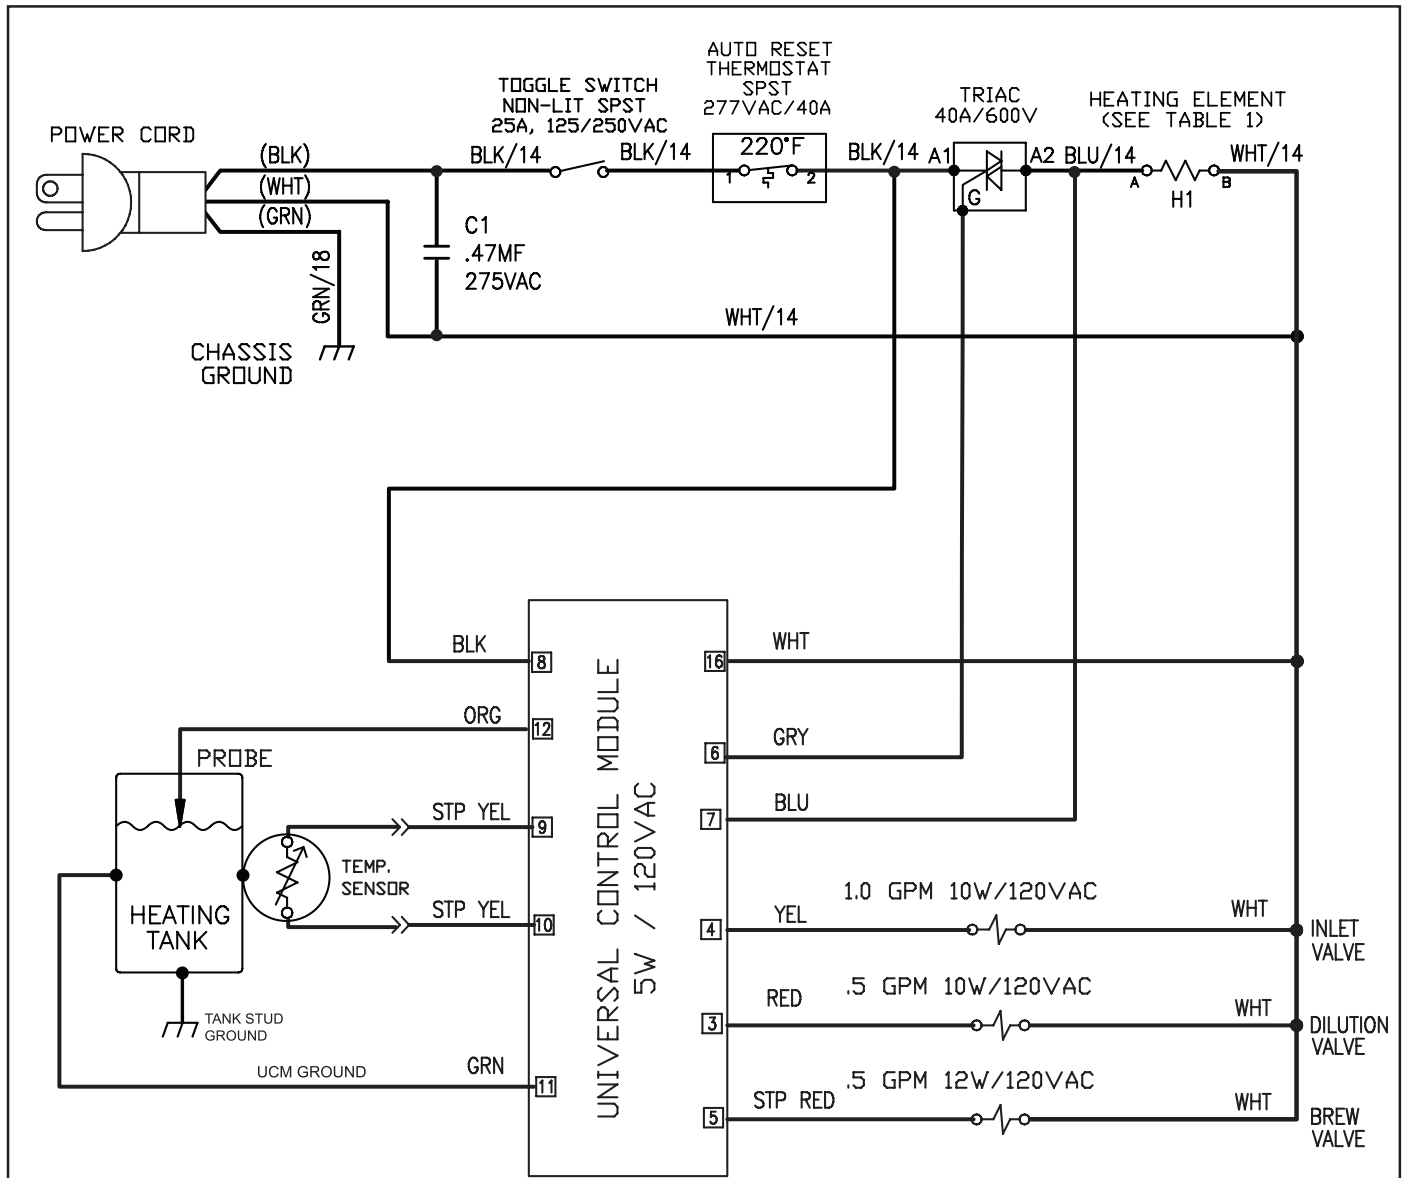 AUTO RESET
THERMOSTAT
SPST
277VAC/40A
TOGGLE SWITCH
NON-LIT SPST
25A, 125/250VAC
TRIAC
40A/600V
HEATING ELEMENT
(SEE TABLE 1)
POWER CORD
(BLK)
(WHT)
(GRN)
BLK/14
BLK/14
220°F
1
2
BLK/14
A1
A2
G
BLU/14
A
B
H1
WHT/14
C1
.47MF
275VAC
GRN/18
CHASSIS
GROUND
WHT/14
BLK
8
16
WHT
ORG
12
PROBE
6
GRY
STP YEL
9
7
BLU
TEMP.
SENSOR
HEATING
TANK
STP YEL
10
UNIVERSAL CONTROL MODULE
5W / 120VAC
1.0 GPM 10W/120VAC
4
YEL
WHT
INLET
VALVE
.5 GPM 10W/120VAC
3
RED
WHT
DILUTION
VALVE
TANK STUD
GROUND
UCM GROUND
GRN
11
.5 GPM 12W/120VAC
5
STP RED
WHT
BREW
VALVE